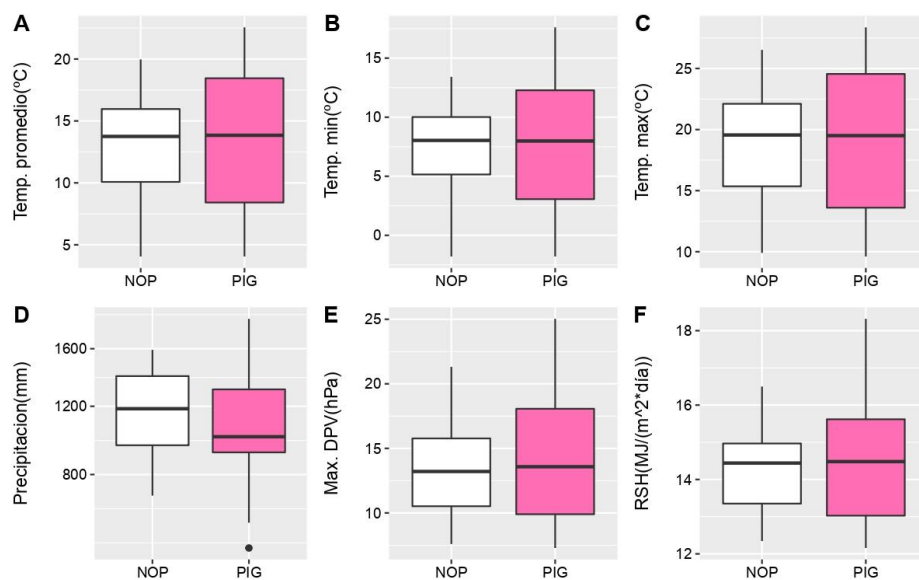 A
Temp. promedio(ºC)
20
15
10
5
NOP PIG
B
Temp. min(ºC)
15
10
5
0
NOP PIG
C
Temp. max(ºC)
25
20
15
10
NOP PIG
D
Precipitacion(mm)
1600
1200
800
NOP PIG
E
Max. DPV(hPa)
25
20
15
10
NOP PIG
F
RSH(MJ/(m^2*día))
18
16
14
12
NOP PIG